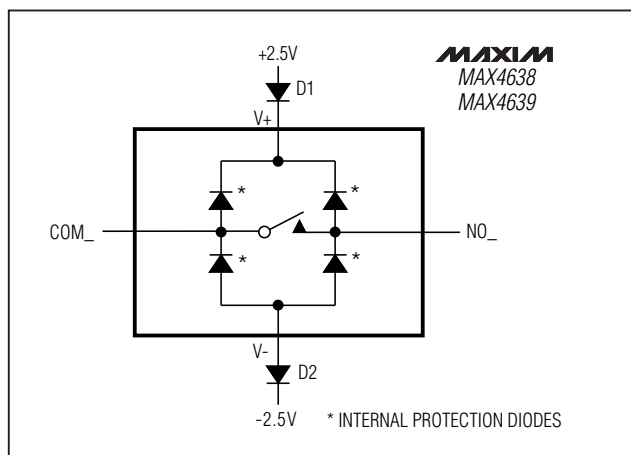 +2.5V
MAXIM
MAX4638
MAX4639
D1
V+
*
*
COM_
NO_
*
*
V-
D2
-2.5V
* INTERNAL PROTECTION DIODES